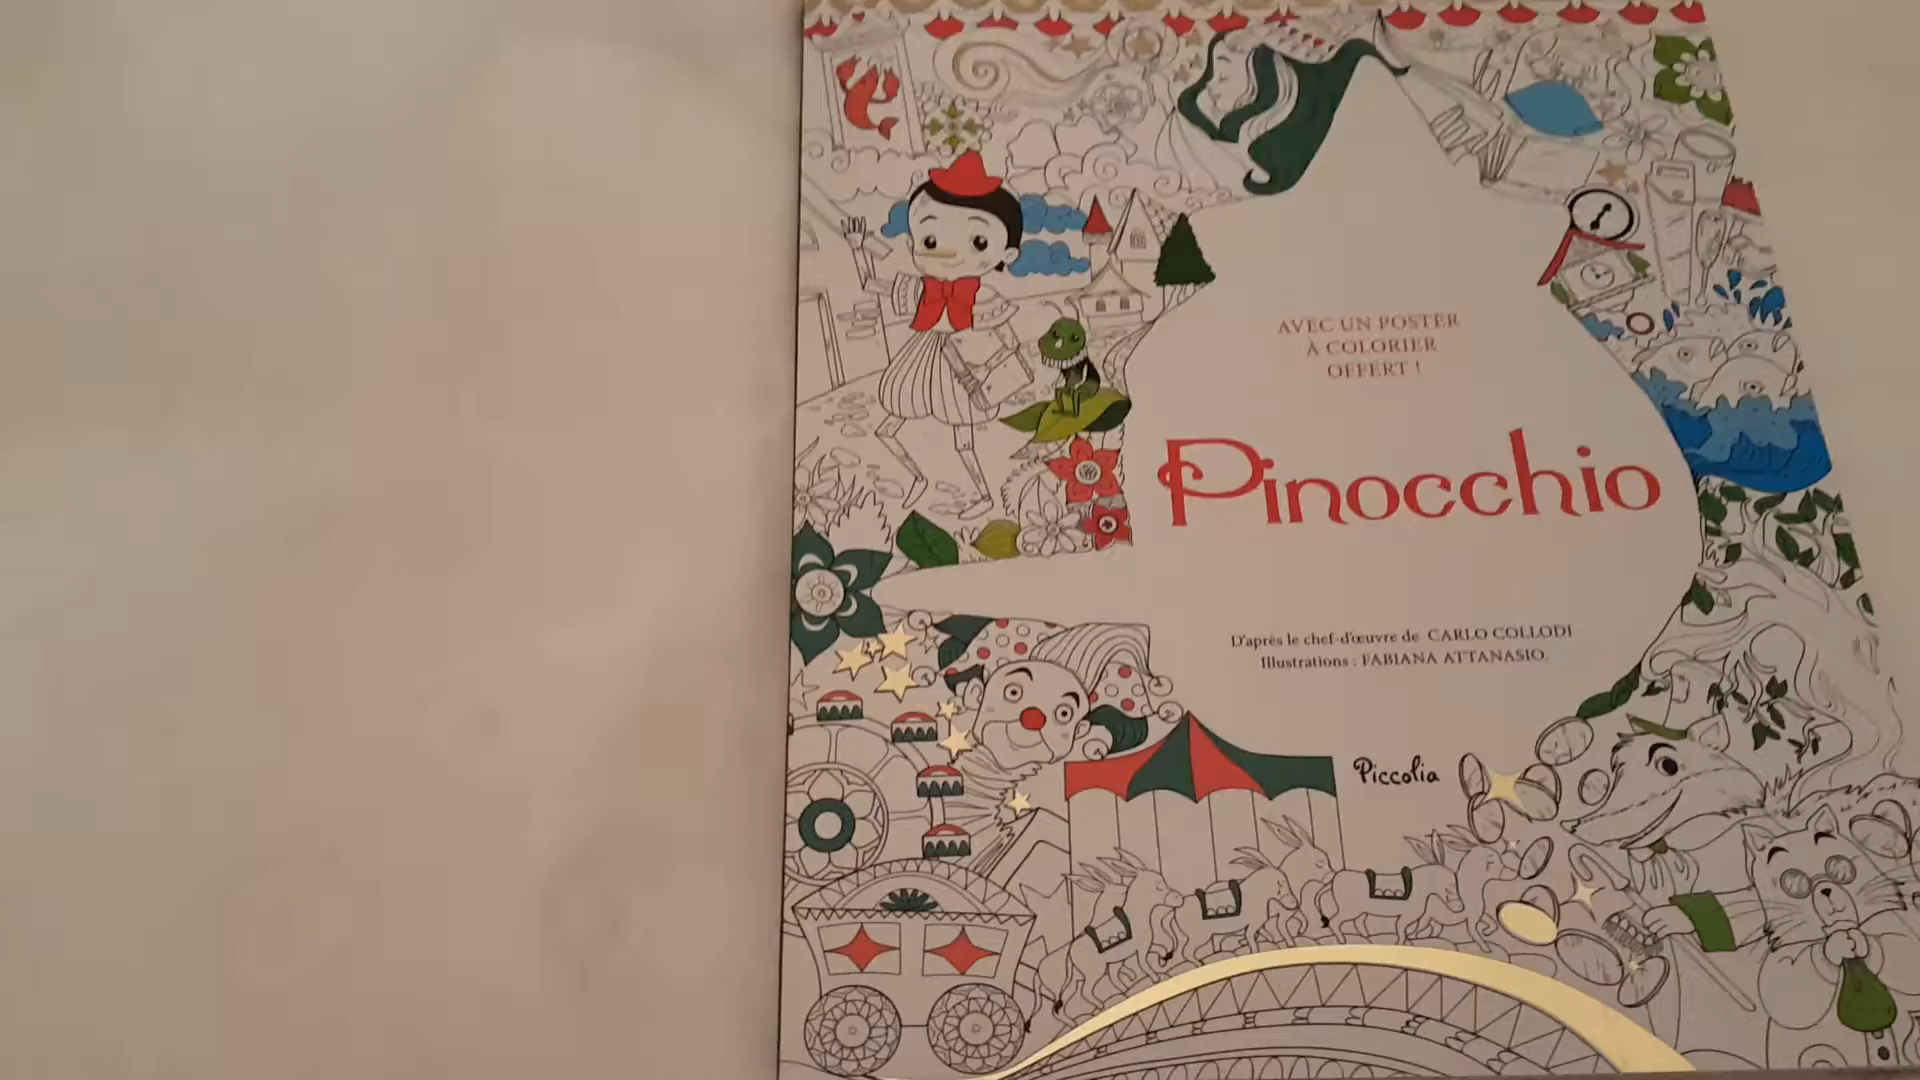 AVEC UN POSTER
À COLORIER
OFFERT !
Pinocchio
D'après le chef-d'œuvre de CARLO COLLODI
Illustrations : FABIANA ATTANASIO.
Piccolia